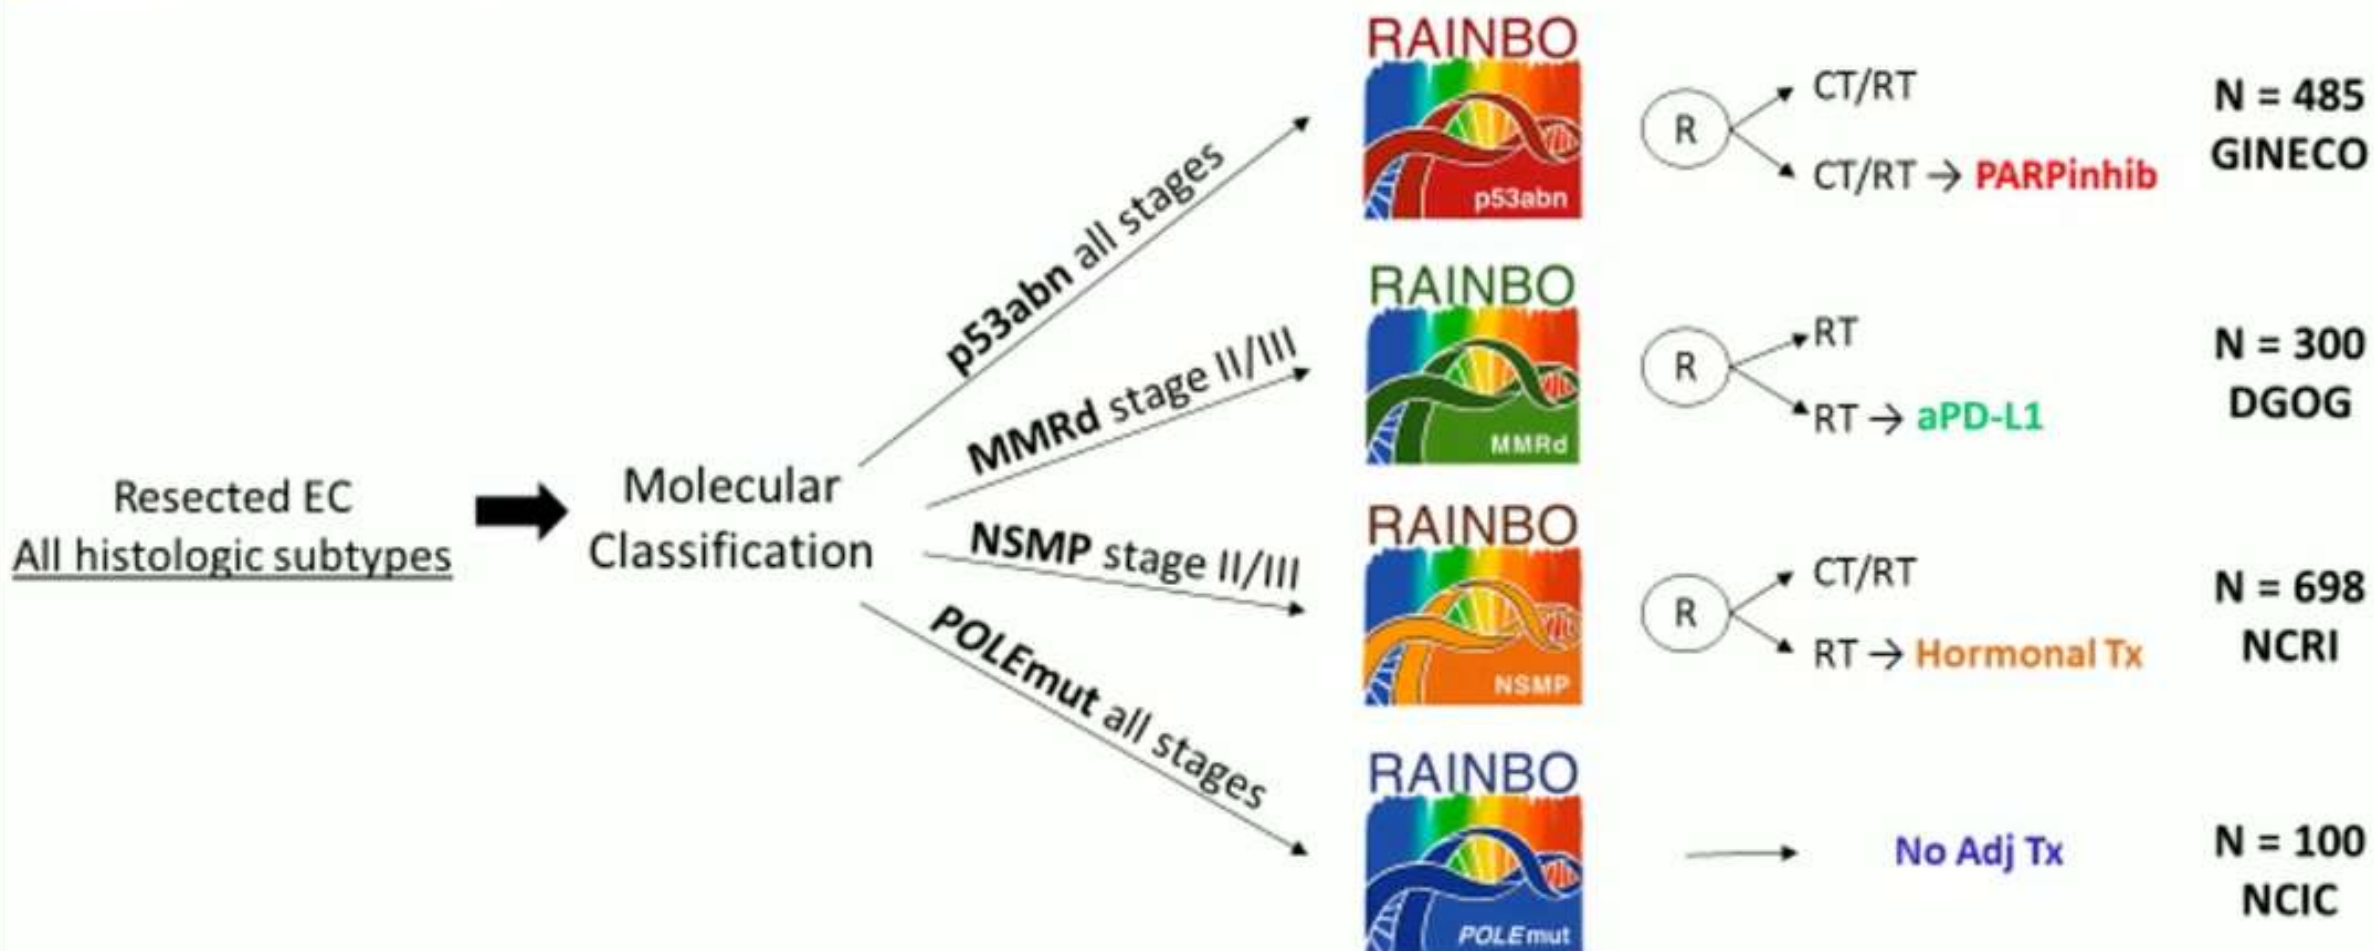 Resected EC
All histologic subtypes
Molecular
Classification
p53abn all stages
MMRd stage II/III
NSMP stage II/III
POLEmut all stages
RAINBO
p53abn
R
CT/RT
CT/RT → PARPinhib
N = 485
GINECO
RAINBO
MMRd
R
RT
RT → aPD-L1
N = 300
DGOG
RAINBO
NSMP
R
CT/RT
RT → Hormonal Tx
N = 698
NCRI
RAINBO
POLEmut
No Adj Tx
N = 100
NCIC